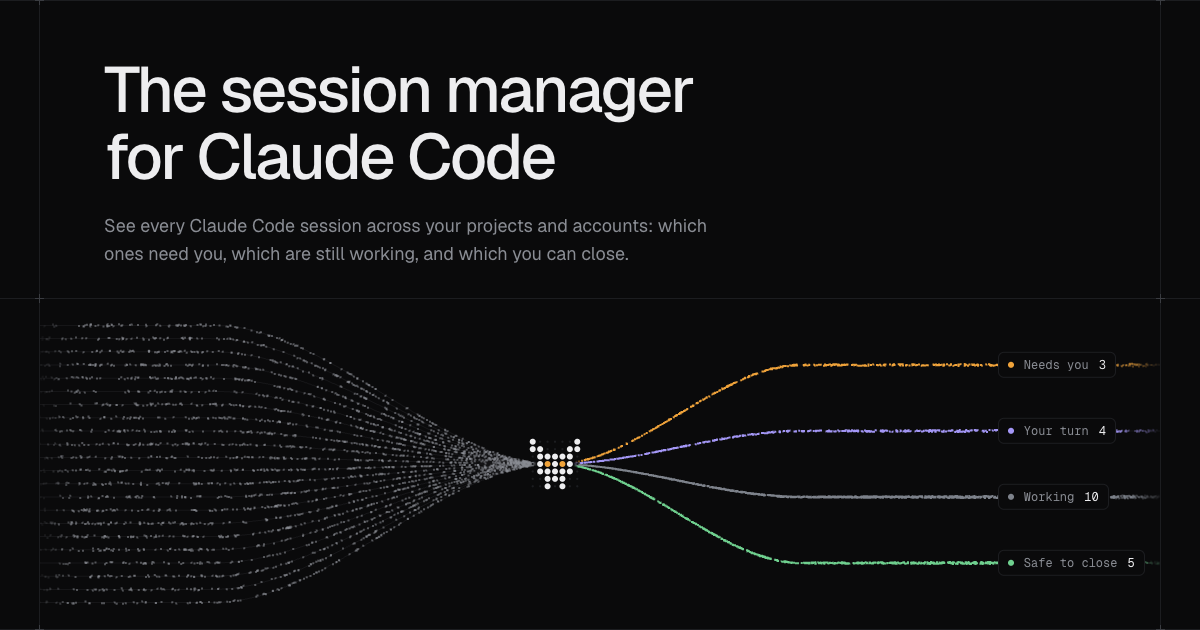 The session manager
for Claude Code
See every Claude Code session across your projects and accounts: which
ones need you, which are still working, and which you can close.
Needs you 3
Your turn 4
Working 10
Safe to close 5